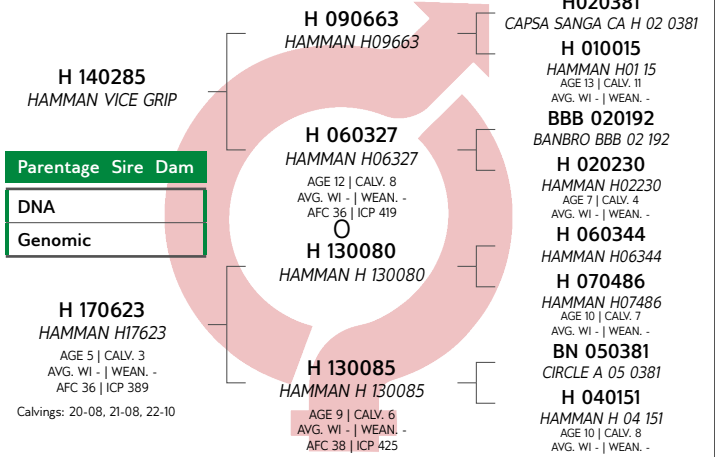 H 140285
HAMMAN VICE GRIP
Parentage Sire Dam
DNA
Genomic
H 170623
HAMMAN H17623
AGE 5 | CALV. 3
AVG. WI - | WEAN. -
AFC 36 | ICP 389
Calvings: 20-08, 21-08, 22-10
H 090663
HAMMAN H09663
H 060327
HAMMAN H06327
AGE 12 | CALV. 8
AVG. WI - | WEAN. -
AFC 36 | ICP 419
O
H 130080
HAMMAN H 130080
H 130085
HAMMAN H 130085
AGE 9 | CALV. 6
AVG. WI - | WEAN. -
AFC 38 | ICP 425
H020381
CAPSA SANGA CA H 02 0381
H 010015
HAMMAN H01 15
AGE 13 | CALV. 11
AVG. WI - | WEAN. -
BBB 020192
BANBRO BBB 02 192
H 020230
HAMMAN H02230
AGE 7 | CALV. 4
AVG. WI - | WEAN. -
H 060344
HAMMAN H06344
H 070486
HAMMAN H07486
AGE 10 | CALV. 7
AVG. WI - | WEAN. -
BN 050381
CIRCLE A 05 0381
H 040151
HAMMAN H 04 151
AGE 10 | CALV. 8
AVG. WI - | WEAN. -